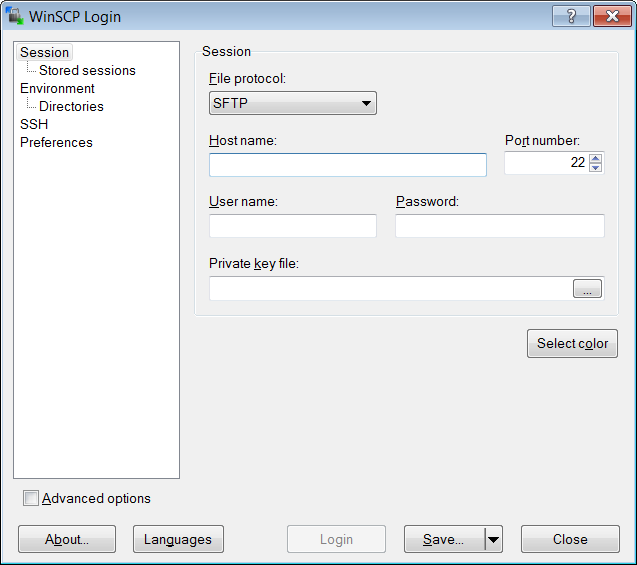 WinSCP Login
?
Session
Stored sessions
Environment
Directories
SSH
Preferences
Session
File protocol:
SFTP
Host name:
Port number:
22
User name:
Password:
Private key file:
...
Select color
Advanced options
About...
Languages
Login
Save...
Close